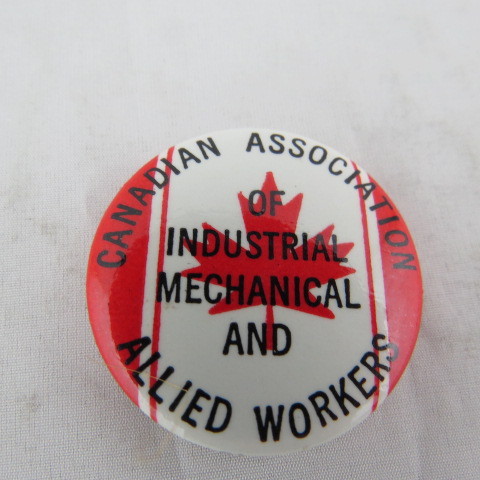 CANADIAN ASSOCIATION
OF
INDUSTRIAL
MECHANICAL
AND
ALLIED WORKERS